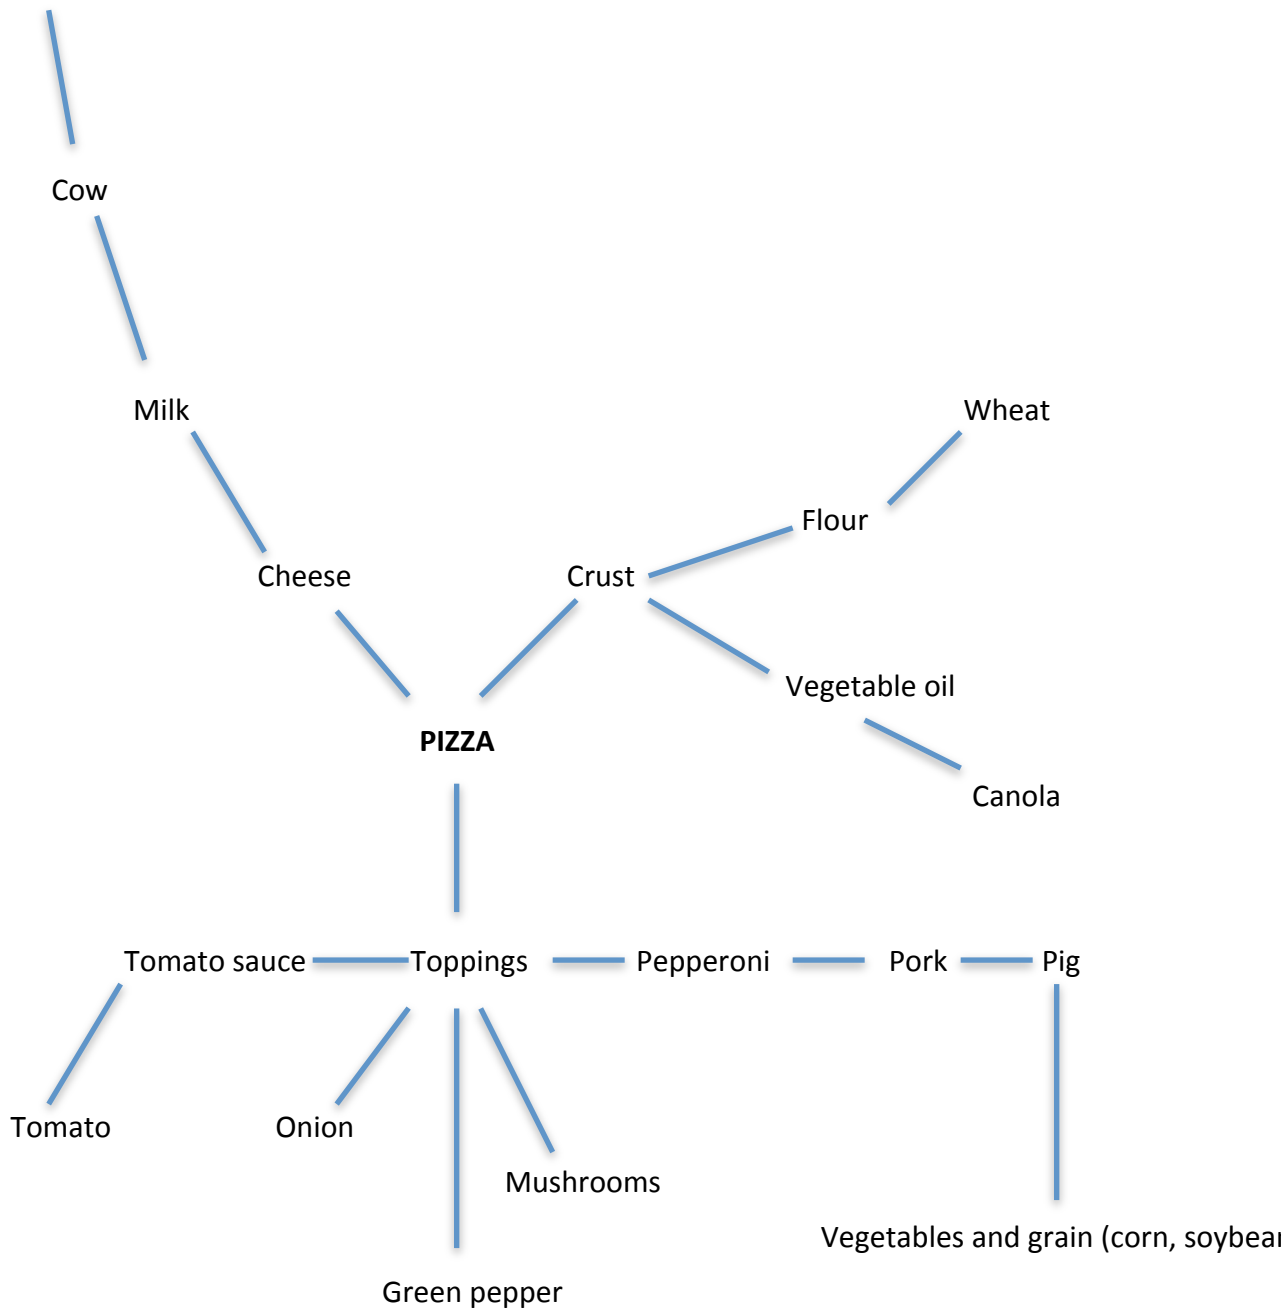 Cow
Milk
Wheat
Flour
Cheese
Crust
Vegetable oil
PIZZA
Canola
Tomato sauce
Toppings
Pepperoni
Pork
Pig
Tomato
Onion
Mushrooms
Vegetables and grain (corn,
Green pepper